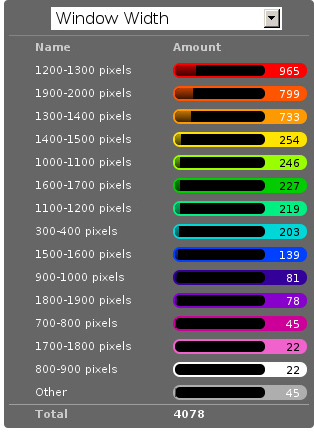 Window Width
Name Amount
1200-1300 pixels 965
1900-2000 pixels 799
1300-1400 pixels 733
1400-1500 pixels 254
1000-1100 pixels 246
1600-1700 pixels 227
1100-1200 pixels 219
300-400 pixels 203
1500-1600 pixels 139
900-1000 pixels 81
1800-1900 pixels 78
700-800 pixels 45
1700-1800 pixels 22
800-900 pixels 22
Other 45
Total 4078